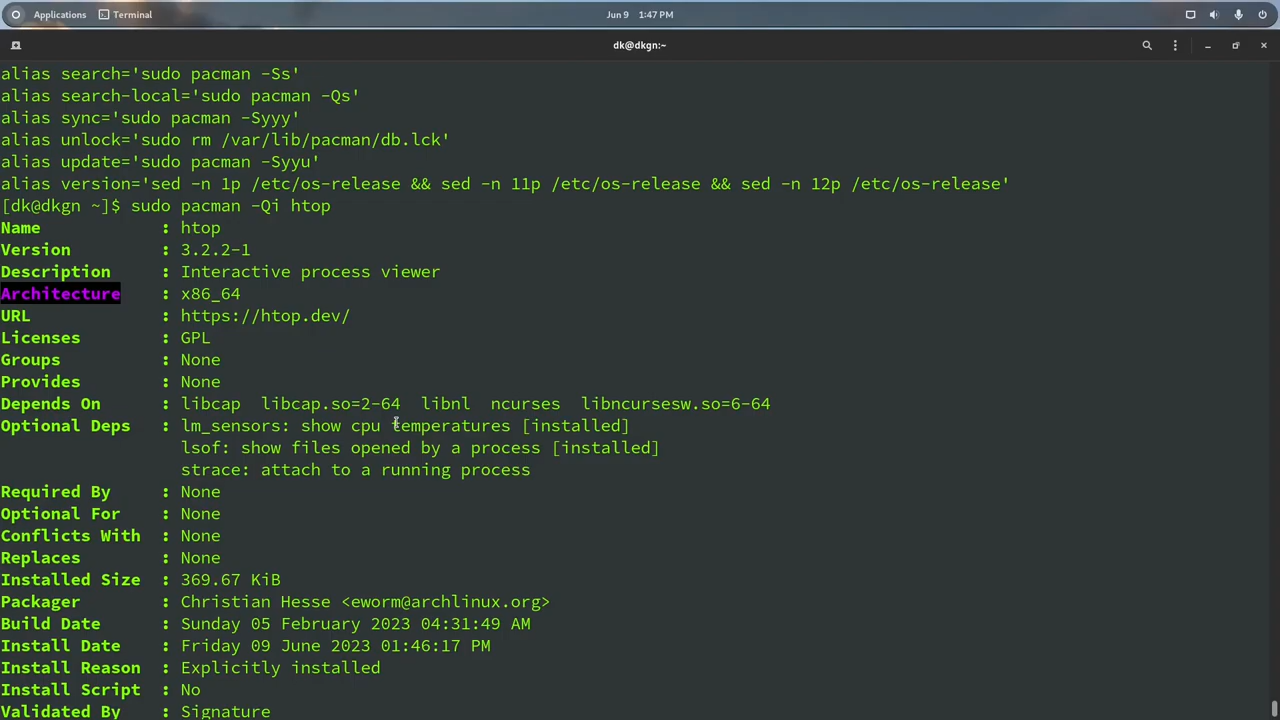 Applications Terminal Jun 9 1:47 PM
dk@dkgn:~
alias search='sudo pacman -Ss'
alias search-local='sudo pacman -Qs'
alias sync='sudo pacman -Syyy'
alias unlock='sudo rm /var/lib/pacman/db.lck'
alias update='sudo pacman -Syyu'
alias version='sed -n 1p /etc/os-release && sed -n 11p /etc/os-release && sed -n 12p /etc/os-release'
[dk@dkgn ~]$ sudo pacman -Qi htop
Name : htop
Version : 3.2.2-1
Description : Interactive process viewer
Architecture : x86_64
URL : https://htop.dev/
Licenses : GPL
Groups : None
Provides : None
Depends On : libcap libcap.so=2-64 libnl ncurses libncursesw.so=6-64
Optional Deps : lm_sensors: show cpu temperatures [installed]
lsof: show files opened by a process [installed]
strace: attach to a running process
Required By : None
Optional For : None
Conflicts With : None
Replaces : None
Installed Size : 369.67 KiB
Packager : Christian Hesse <eworm@archlinux.org>
Build Date : Sunday 05 February 2023 04:31:49 AM
Install Date : Friday 09 June 2023 01:46:17 PM
Install Reason : Explicitly installed
Install Script : No
Validated By : Signature